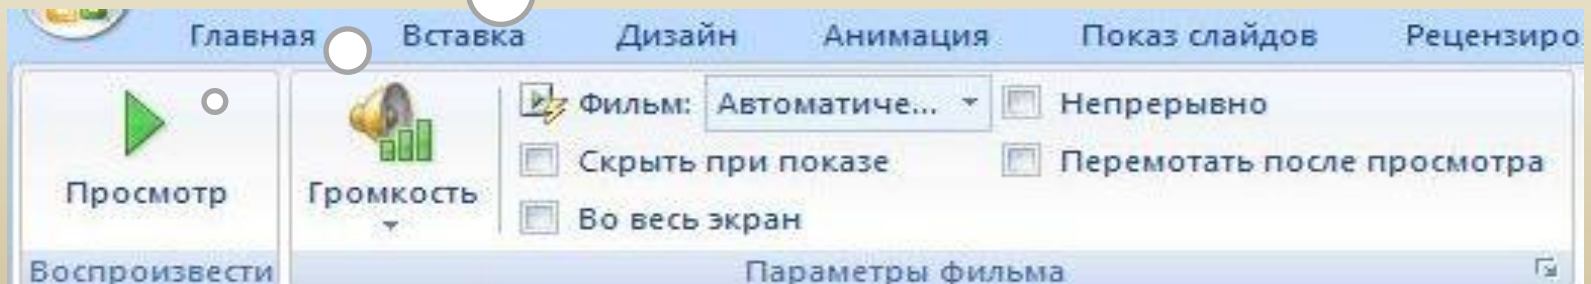 Главная Вставка Дизайн Анимация Показ слайдов Рецензиро
Фильм: Автоматиче... Непрерывно
Скрыть при показе Перемотать после просмотра
Просмотр Громкость
Во весь экран
Воспроизвести Параметры фильма